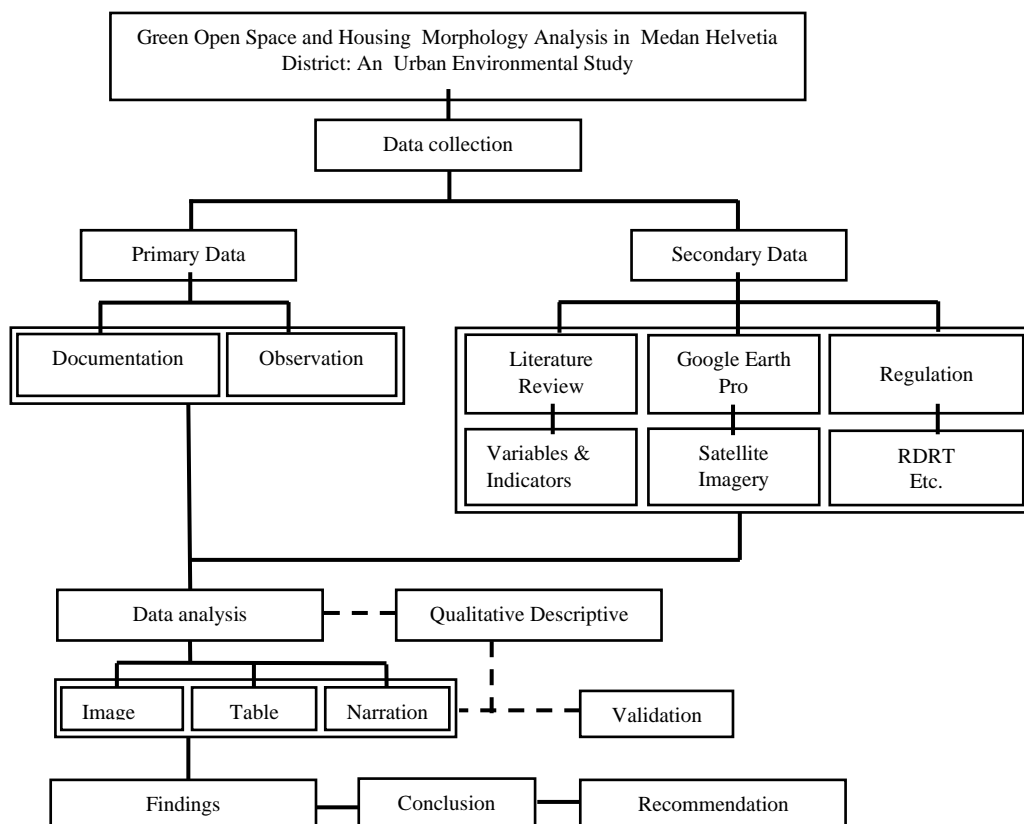 Green Open Space and Housing Morphology Analysis in Medan Helvetia
District: An Urban Environmental Study
Data collection
Primary Data
Secondary Data
Documentation
Observation
Literature
Review
Google Earth
Pro
Regulation
Variables &
Indicators
Satellite
Imagery
RDRT
Etc.
Data analysis
Qualitative Descriptive
Image
Table
Narration
Validation
Findings
Conclusion
Recommendation